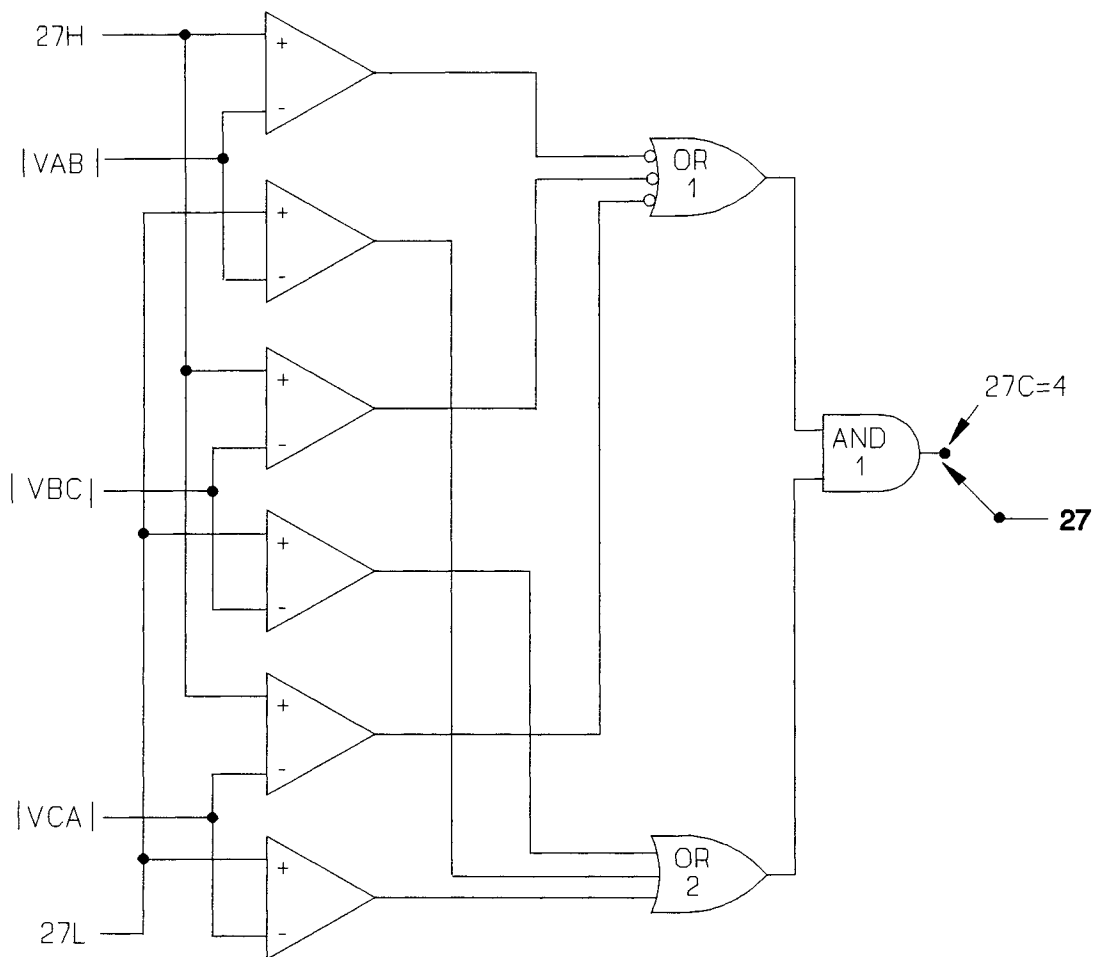 27H
+
-
|VAB|
+
-
OR
1
+
-
27C=4
AND
1
|VBC|
27
+
-
+
-
|VCA|
+
-
OR
2
27L